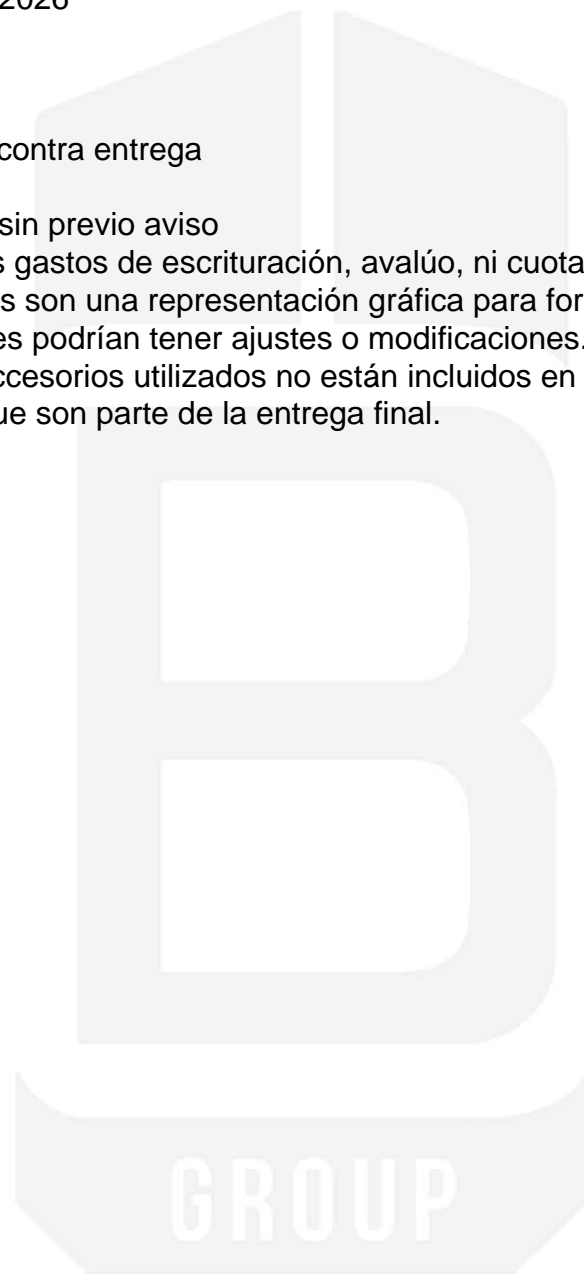 2026
contra entrega
sin previo aviso
s gastos de escrituración, avalúo, ni cuota
s son una representación gráfica para for
es podrían tener ajustes o modificaciones.
ccesorios utilizados no están incluidos en
ue son parte de la entrega final.
B
GROUP